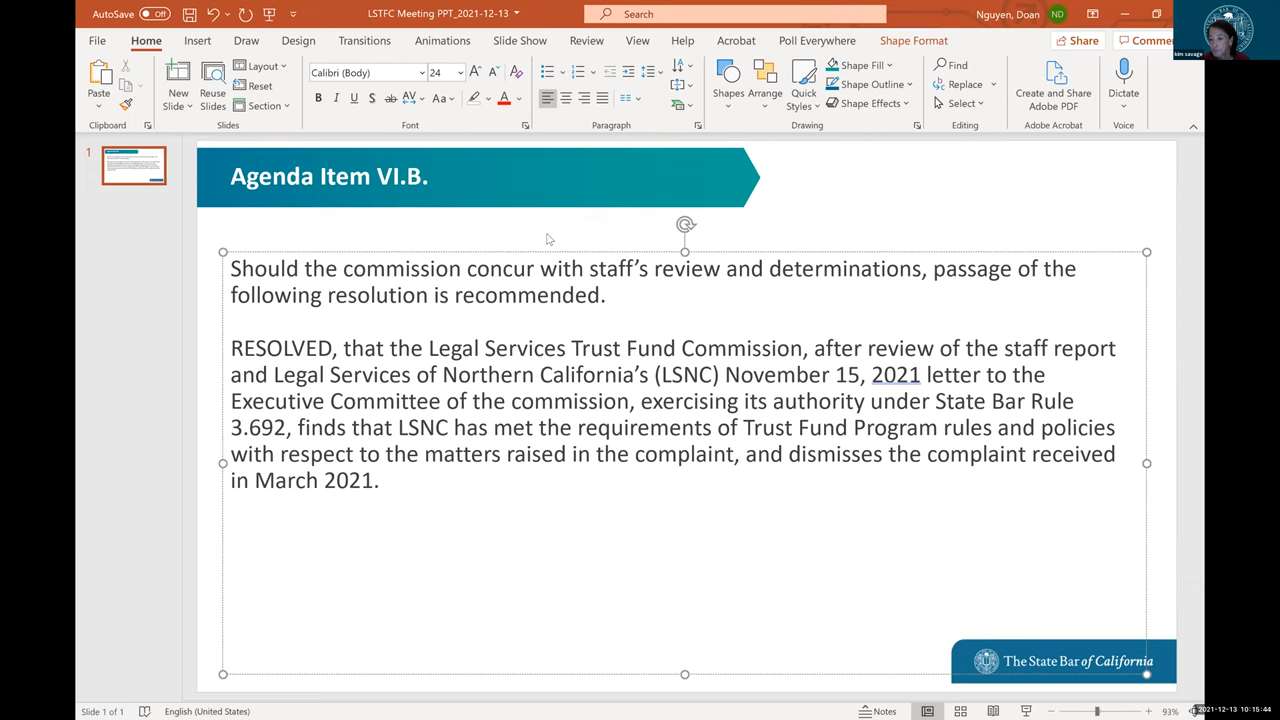 AutoSave Off LSTFC Meeting PPT_2021-12-13 Search Nguyen, Doan ND
kim savage
File Home Insert Draw Design Transitions Animations Slide Show Review View Help Acrobat Poll Everywhere Shape Format Share
Paste
Clipboard
New Slide
Reuse Slides
Layout
Reset
Section
Slides
Calibri (Body) 24
Font
Paragraph
Shapes
Arrange
Quick Styles
Shape Fill
Shape Outline
Shape Effects
Drawing
Find
Replace
Select
Editing
Create and Share Adobe PDF
Adobe Acrobat
Dictate
Voice
1
Agenda Item VI.B.
Should the commission concur with staff’s review and determinations, passage of the
following resolution is recommended.
RESOLVED, that the Legal Services Trust Fund Commission, after review of the staff report
and Legal Services of Northern California’s (LSNC) November 15, 2021 letter to the
Executive Committee of the commission, exercising its authority under State Bar Rule
3.692, finds that LSNC has met the requirements of Trust Fund Program rules and policies
with respect to the matters raised in the complaint, and dismisses the complaint received
in March 2021.
The State Bar of California
Slide 1 of 1 English (United States) Notes 93%
2021-12-13 10:15:44